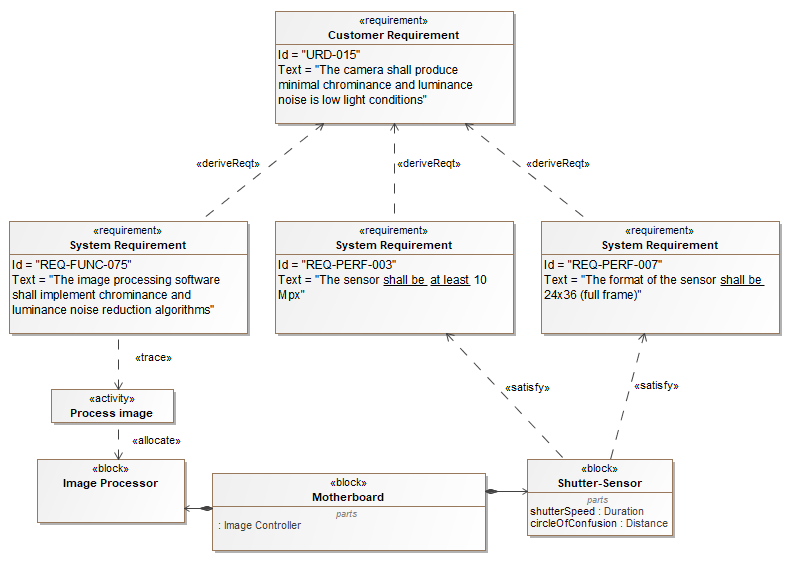 «requirement»
Customer Requirement
Id = "URD-015"
Text = "The camera shall produce
minimal chrominance and luminance
noise is low light conditions"
«deriveReqt»
«deriveReqt»
«deriveReqt»
«requirement»
System Requirement
Id = "REQ-FUNC-075"
Text = "The image processing software
shall implement chrominance and
luminance noise reduction algorithms"
«requirement»
System Requirement
Id = "REQ-PERF-003"
Text = "The sensor shall be at least 10
Mpx"
«requirement»
System Requirement
Id = "REQ-PERF-007"
Text = "The format of the sensor shall be
24x36 (full frame)"
«trace»
«satisfy»
«satisfy»
«activity»
Process image
«allocate»
«block»
Image Processor
«block»
Motherboard
parts
: Image Controller
«block»
Shutter-Sensor
parts
shutterSpeed : Duration
circleOfConfusion : Distance